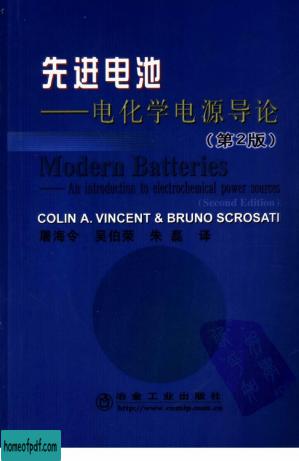 先进电池
——电化学电源导论
(第2版)
Modern Batteries
——An introduction to electrochemical power sources
(Second Edition)
COLIN A. VINCENT & BRUNO SCROSATI
屠海令 吴伯荣 朱磊 译
冶金工业出版社
http://www.cnmip.com.cn
homeofpdf.com